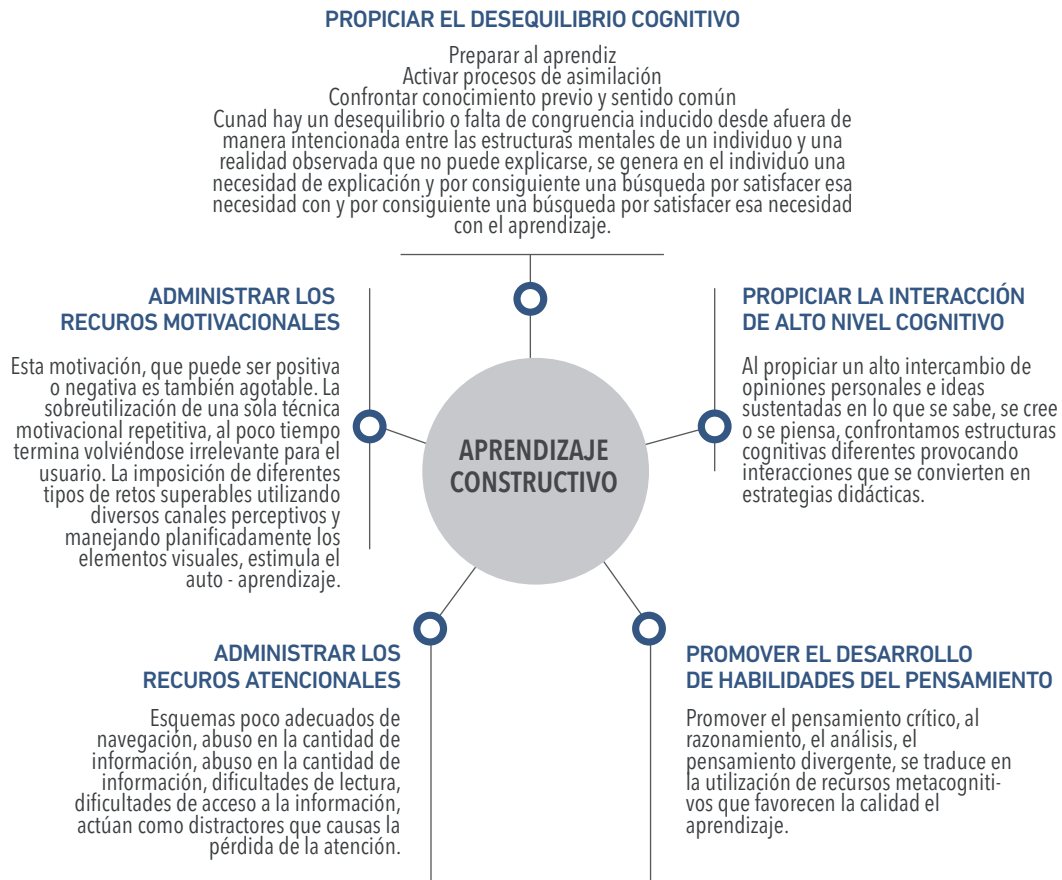 PROPICIAR EL DESEQUILIBRIO COGNITIVO
Preparar al aprendiz
Activar procesos de asimilación
Confrontar conocimiento previo y sentido común
Cunad hay un desequilibrio o falta de congruencia inducido desde afuera de
manera intencionada entre las estructuras mentales de un individuo y una
realidad observada que no puede explicarse, se genera en el individuo una
necesidad de explicación y por consiguiente una búsqueda por satisfacer esa
necesidad con y por consiguiente una búsqueda por satisfacer esa necesidad
con el aprendizaje.
ADMINISTRAR LOS
RECUROS MOTIVACIONALES
Esta motivación, que puede ser positiva
o negativa es también agotable. La
sobreutilización de una sola técnica
motivacional repetitiva, al poco tiempo
termina volviéndose irrelevante para el
usuario. La imposición de diferentes
tipos de retos superables utilizando
diversos canales perceptivos y
manejando planificadamente los
elementos visuales, estimula el
auto - aprendizaje.
PROPICIAR LA INTERACCIÓN
DE ALTO NIVEL COGNITIVO
Al propiciar un alto intercambio de
opiniones personales e ideas
sustentadas en lo que se sabe, se cree
o se piensa, confrontamos estructuras
cognitivas diferentes provocando
interacciones que se convierten en
estrategias didácticas.
APRENDIZAJE
CONSTRUCTIVO
ADMINISTRAR LOS
RECUROS ATENCIONALES
Esquemas poco adecuados de
navegación, abuso en la cantidad de
información, abuso en la cantidad de
información, dificultades de lectura,
dificultades de acceso a la información,
actúan como distractores que causas la
pérdida de la atención.
PROMOVER EL DESARROLLO
DE HABILIDADES DEL PENSAMIENTO
Promover el pensamiento crítico, al
razonamiento, el análisis, el
pensamiento divergente, se traduce en
la utilización de recursos metacogniti-
vos que favorecen la calidad el
aprendizaje.